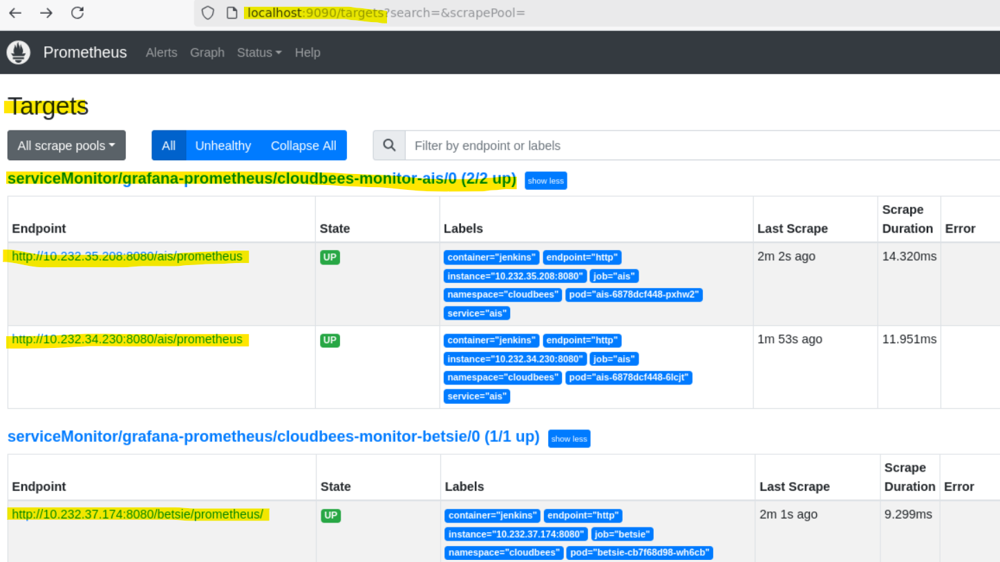 localhost:9090/targets?search=&scrapePool=
Prometheus Alerts Graph Status Help
Targets
All scrape pools All Unhealthy Collapse All Filter by endpoint or labels
serviceMonitor/grafana-prometheus/cloudbees-monitor-ais/0 (2/2 up) show less
Endpoint State Labels Last Scrape Scrape Duration Error
http://10.232.35.208:8080/ais/prometheus UP container="jenkins" endpoint="http" 2m 2s ago 14.320ms
instance="10.232.35.208:8080" job="ais"
namespace="cloudbees" pod="ais-6878dcf448-pxhw2"
service="ais"
http://10.232.34.230:8080/ais/prometheus UP container="jenkins" endpoint="http" 1m 53s ago 11.951ms
instance="10.232.34.230:8080" job="ais"
namespace="cloudbees" pod="ais-6878dcf448-6lcjt"
service="ais"
serviceMonitor/grafana-prometheus/cloudbees-monitor-betsie/0 (1/1 up) show less
Endpoint State Labels Last Scrape Scrape Duration Error
http://10.232.37.174:8080/betsie/prometheus/ UP container="jenkins" endpoint="http" 2m 1s ago 9.299ms
instance="10.232.37.174:8080" job="betsie"
namespace="cloudbees" pod="betsie-cb7f68d98-wh6cb"